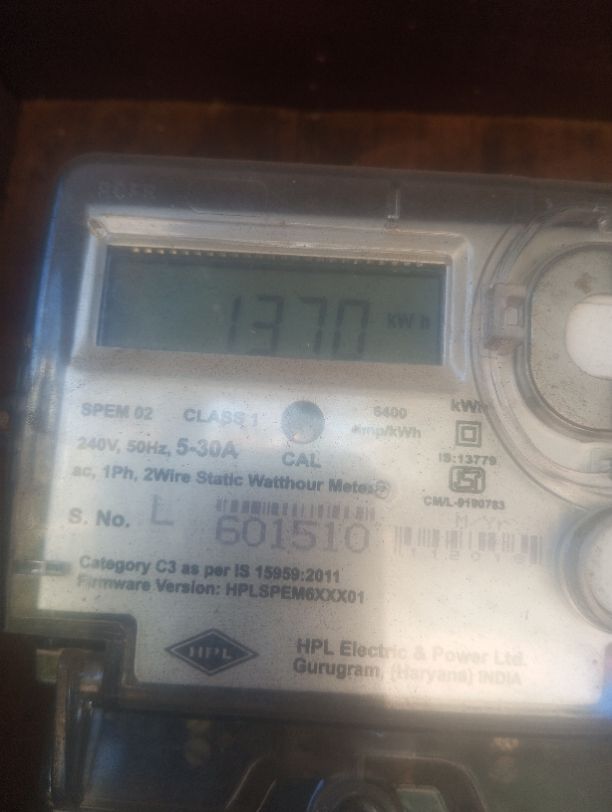 1370 kW h
SPEM 02 CLASS 1 6400 imp/kWh kWh
240V, 50Hz, 5-30A CAL IS:13779
ac, 1Ph, 2Wire Static Watthour Meter
CM/L-9190783
S. No. L 601510 M Yr
Category C3 as per IS 15959:2011
Firmware Version: HPLSPEM6XXX01
HPL HPL Electric & Power Ltd.
Gurugram, (Haryana) INDIA